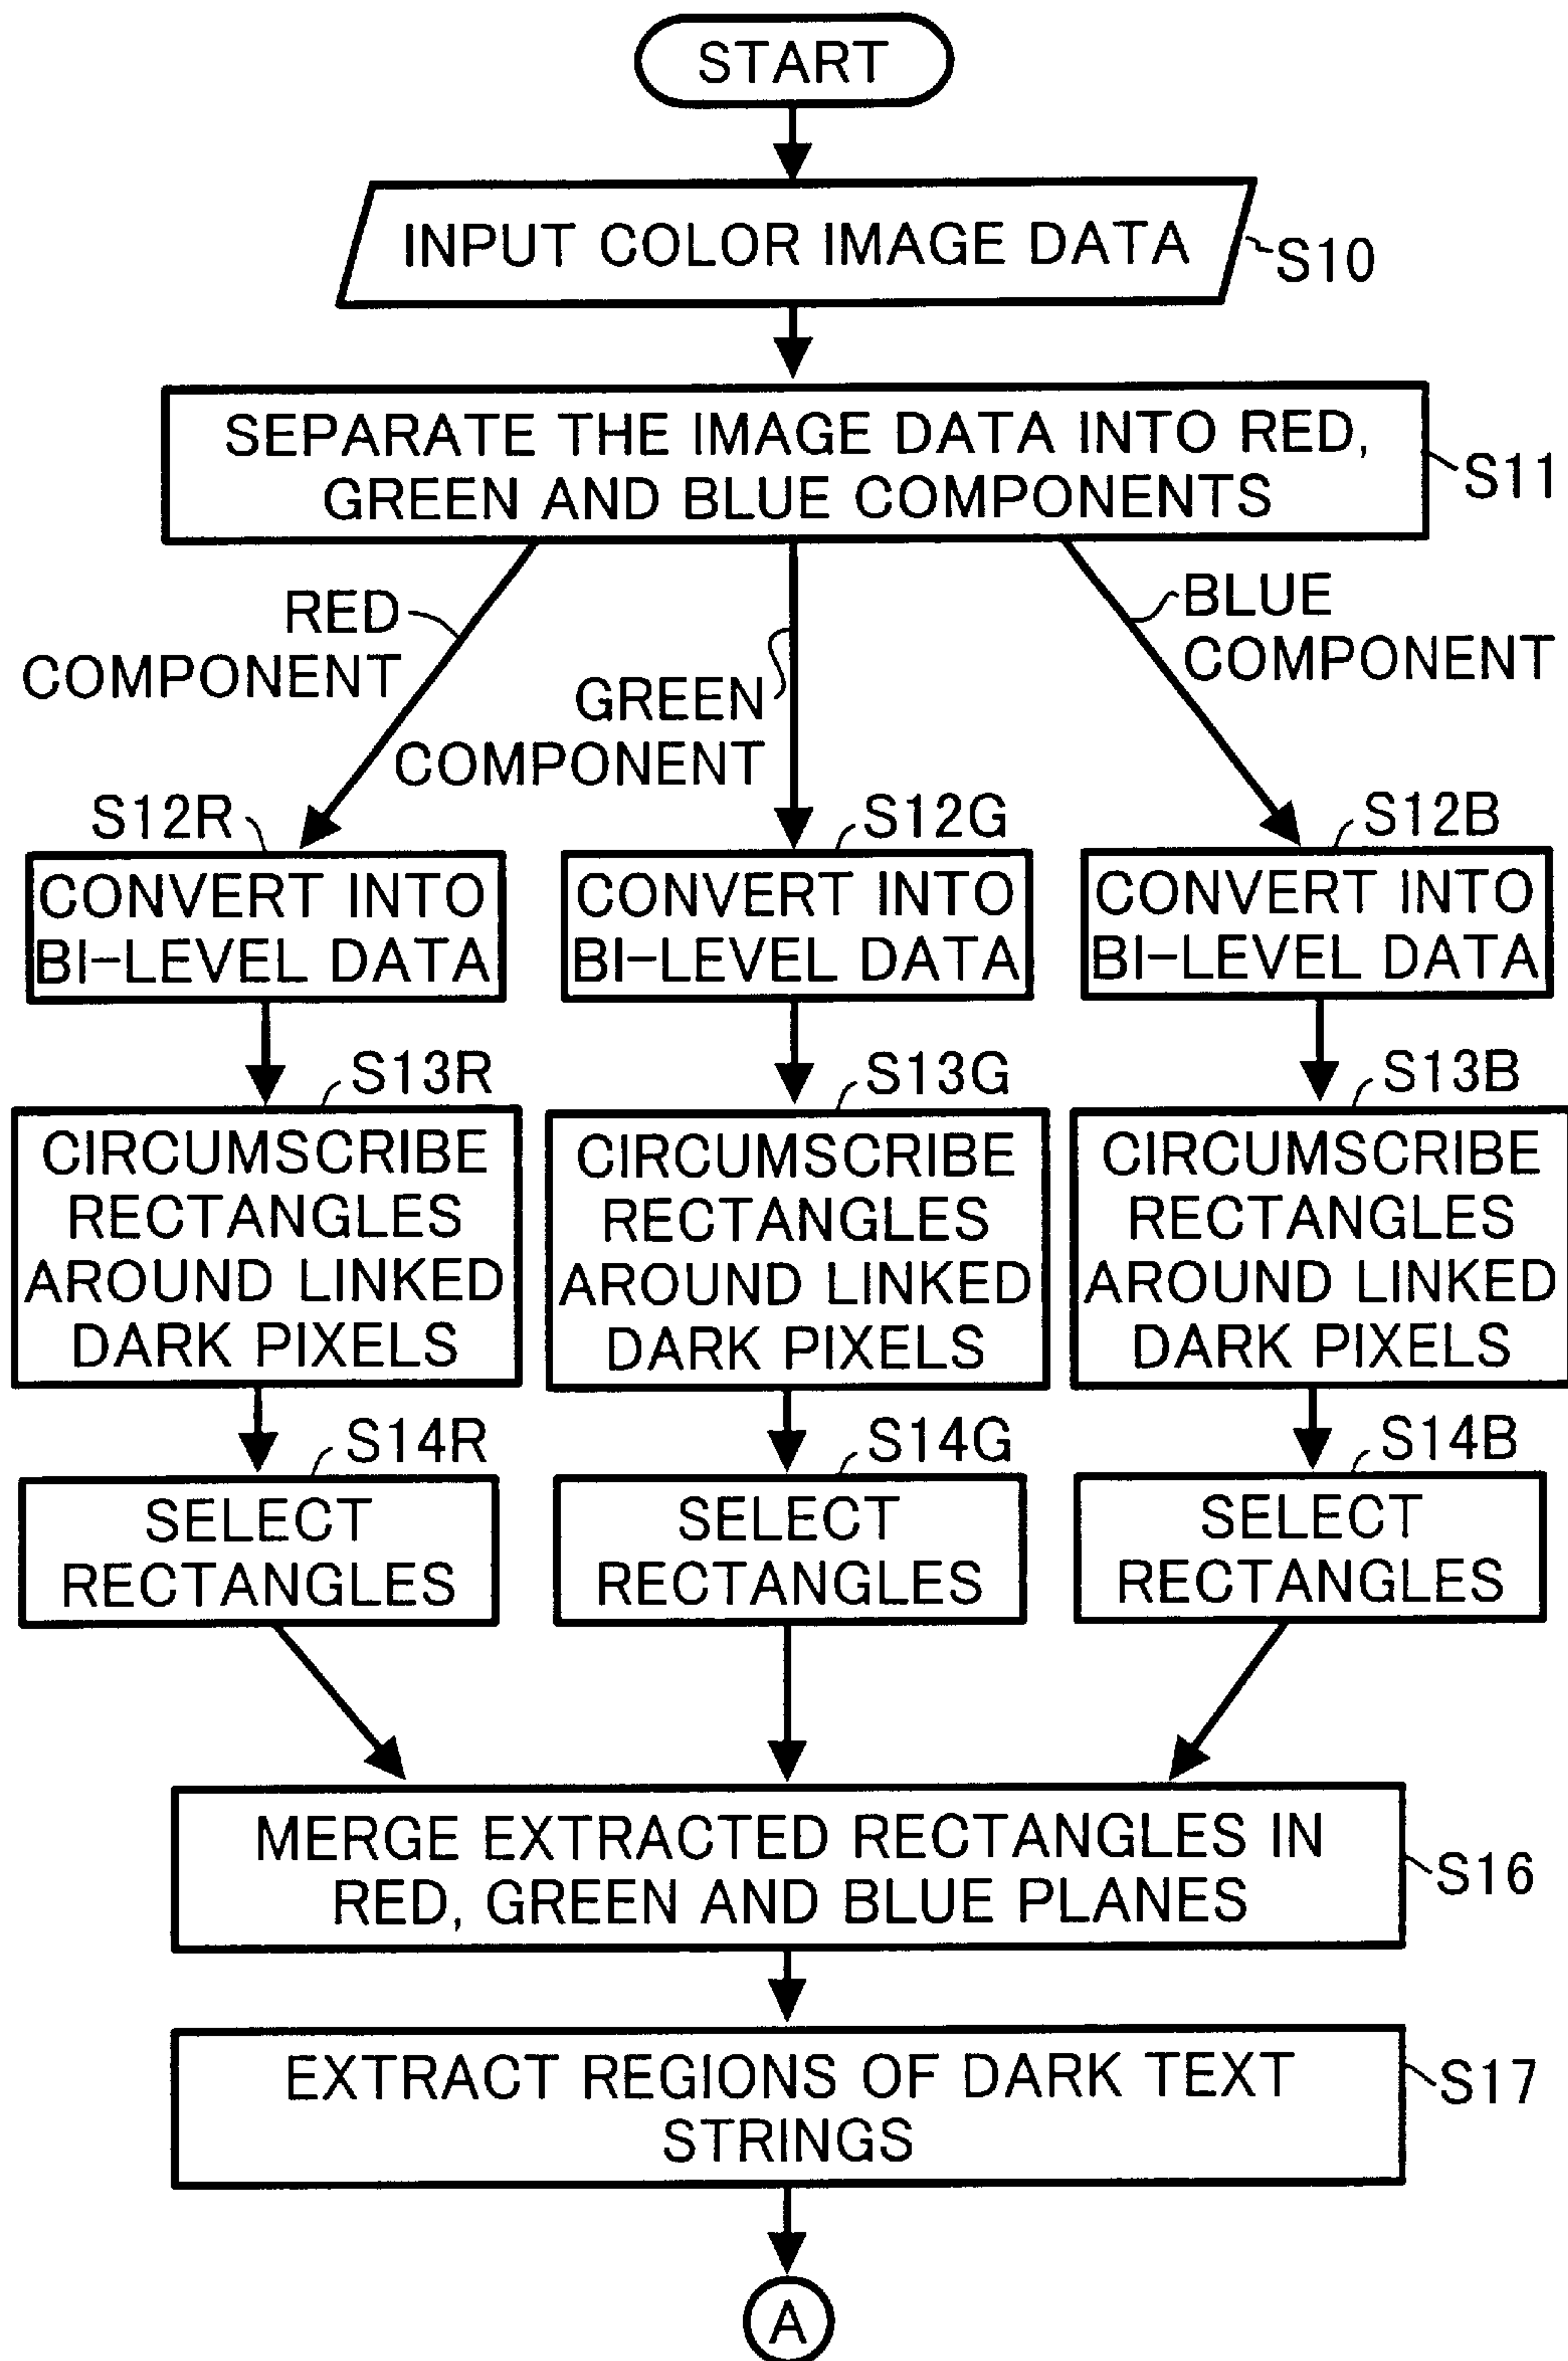 START
INPUT COLOR IMAGE DATA
S10
SEPARATE THE IMAGE DATA INTO RED,
GREEN AND BLUE COMPONENTS
S11
RED
COMPONENT
GREEN
COMPONENT
BLUE
COMPONENT
S12R
CONVERT INTO
BI-LEVEL DATA
S12G
CONVERT INTO
BI-LEVEL DATA
S12B
CONVERT INTO
BI-LEVEL DATA
S13R
CIRCUMSCRIBE
RECTANGLES
AROUND LINKED
DARK PIXELS
S13G
CIRCUMSCRIBE
RECTANGLES
AROUND LINKED
DARK PIXELS
S13B
CIRCUMSCRIBE
RECTANGLES
AROUND LINKED
DARK PIXELS
S14R
SELECT
RECTANGLES
S14G
SELECT
RECTANGLES
S14B
SELECT
RECTANGLES
MERGE EXTRACTED RECTANGLES IN
RED, GREEN AND BLUE PLANES
S16
EXTRACT REGIONS OF DARK TEXT
STRINGS
S17
A